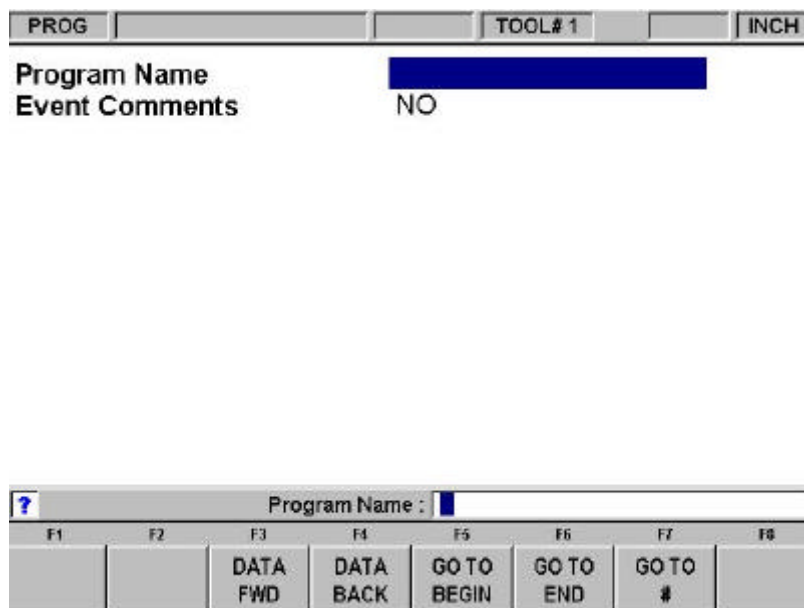 PROG TOOL# 1 INCH
Program Name
Event Comments NO
? Program Name :
F1 F2 F3 F4 F5 F6 F7 F8
DATA FWD DATA BACK GO TO BEGIN GO TO END GO TO #